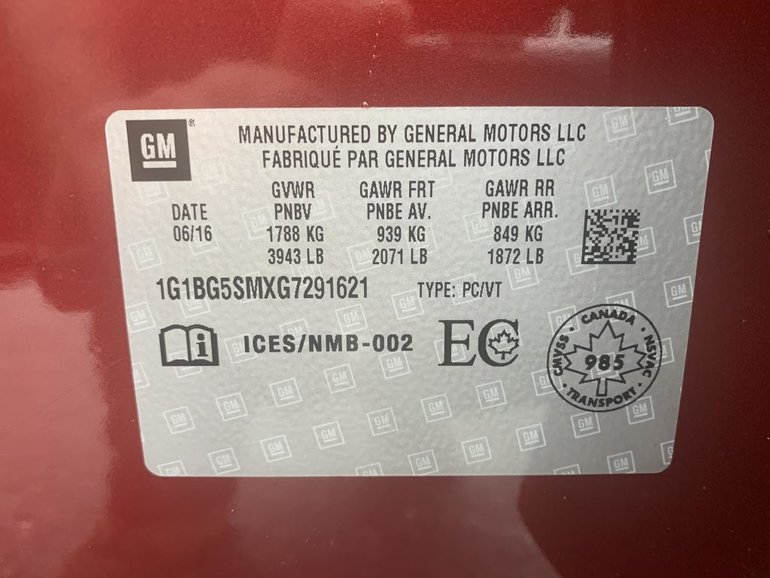 GM®
MANUFACTURED BY GENERAL MOTORS LLC
FABRIQUÉ PAR GENERAL MOTORS LLC
GVWR GAWR FRT GAWR RR
DATE PNBV PNBE AV. PNBE ARR.
06/16 1788 KG 939 KG 849 KG
3943 LB 2071 LB 1872 LB
1G1BG5SMXG7291621 TYPE: PC/VT
i ICES/NMB-002 EC
CANADA
CMVSS 985 NSVAC
TRANSPORT